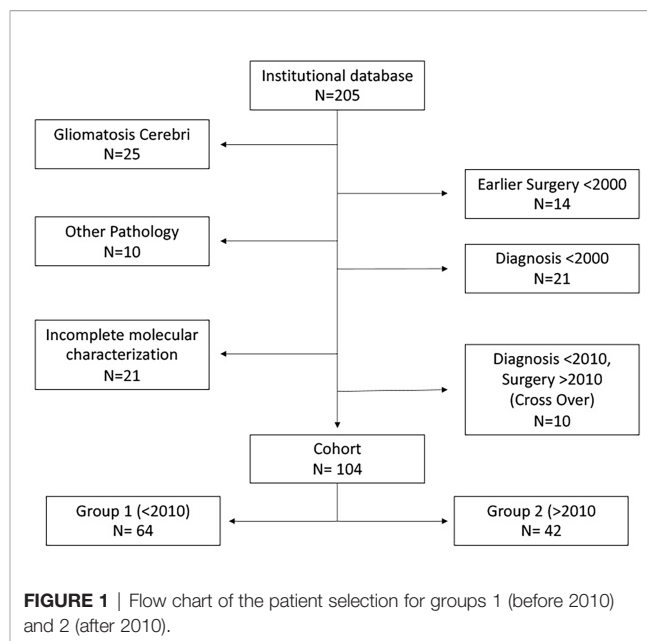 Institutional database
N=205
Gliomatosis Cerebri
N=25
Earlier Surgery <2000
N=14
Other Pathology
N=10
Diagnosis <2000
N=21
Incomplete molecular
characterization
N=21
Diagnosis <2010,
Surgery >2010
(Cross Over)
N=10
Cohort
N= 104
Group 1 (<2010)
N= 64
Group 2 (>2010
N= 42
FIGURE 1 | Flow chart of the patient selection for groups 1 (before 2010)
and 2 (after 2010).